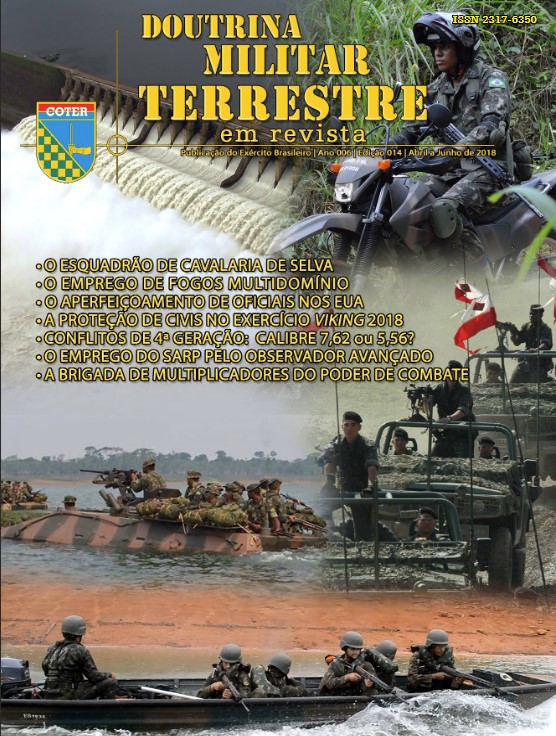 ISSN 2317-6350
DOUTRINA
MILITAR
TERRESTRE
em revista
COTER
Publicação do Exército Brasileiro | Ano 006 | Edição 014 | Abril a Junho de 2018
• O ESQUADRÃO DE CAVALARIA DE SELVA
• O EMPREGO DE FOGOS MULTIDOMÍNIO
• O APERFEIÇOAMENTO DE OFICIAIS NOS EUA
• A PROTEÇÃO DE CIVIS NO EXERCÍCIO VIKING 2018
• CONFLITOS DE 4ª GERAÇÃO: CALIBRE 7,62 ou 5,56?
• O EMPREGO DO SARP PELO OBSERVADOR AVANÇADO
• A BRIGADA DE MULTIPLICADORES DO PODER DE COMBATE